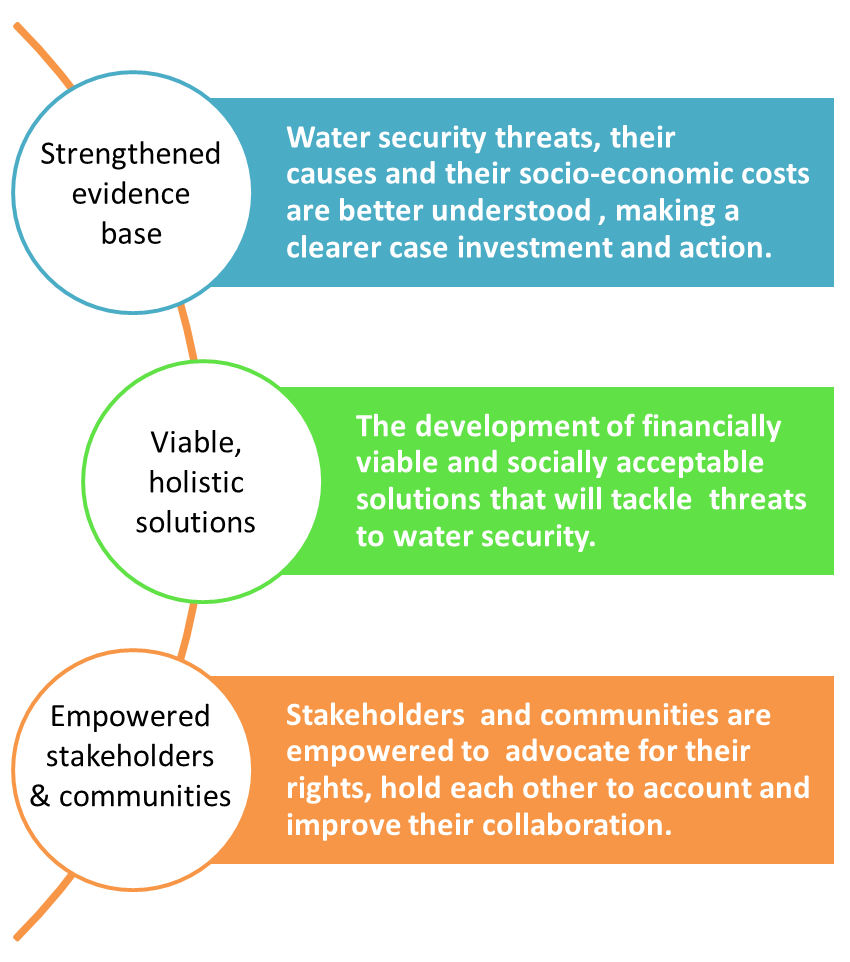 Strengthened
evidence
base
Water security threats, their
causes and their socio-economic costs
are better understood , making a
clearer case investment and action.
Viable,
holistic
solutions
The development of financially
viable and socially acceptable
solutions that will tackle  threats
to water security.
Empowered
stakeholders
& communities
Stakeholders  and communities are
empowered to  advocate for their
rights, hold each other to account and
improve their collaboration.